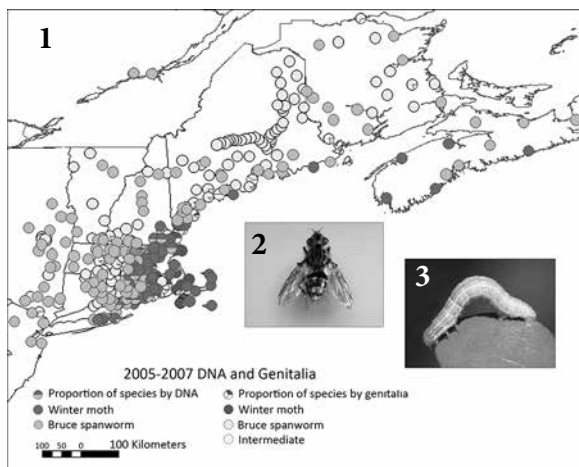 1
2
3
2005-2007 DNA and Genitalia
Proportion of species by DNA
Proportion of species by genitalia
Winter moth
Winter moth
Bruce spanworm
Bruce spanworm
Intermediate
100 50 0 100 Kilometers